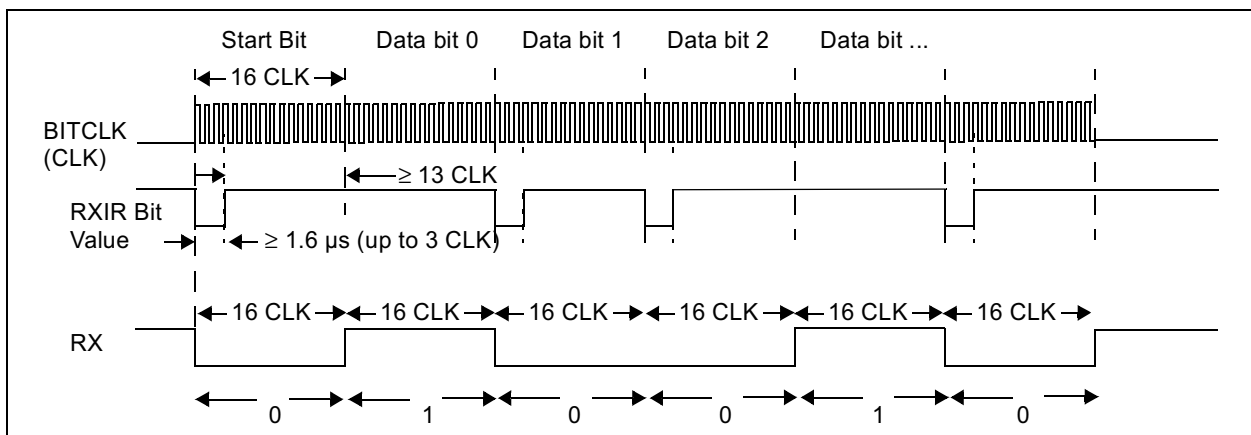 Start Bit Data bit 0 Data bit 1 Data bit 2 Data bit ...
16 CLK
BITCLK
(CLK)
≥ 13 CLK
RXIR Bit
Value
≥ 1.6 µs (up to 3 CLK)
16 CLK 16 CLK 16 CLK 16 CLK 16 CLK 16 CLK
RX
0 1 0 0 1 0